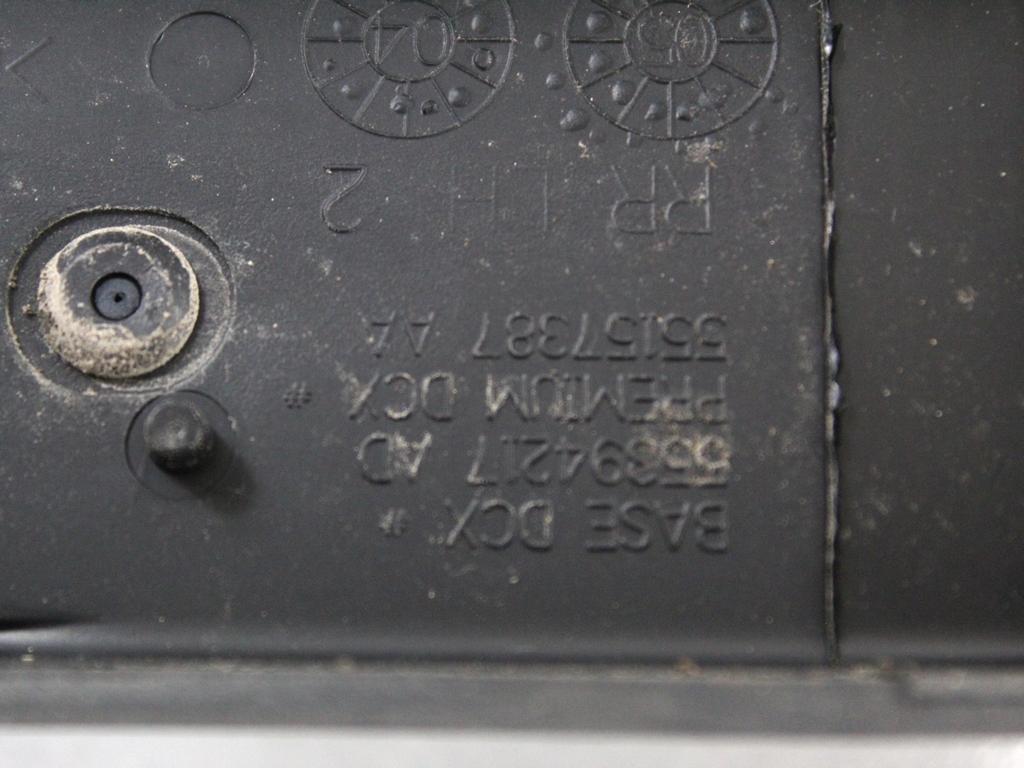 BASE DCX #
55394217 AD
PREMIUM DCX #
55157387 AA
RR LH 2
05 04